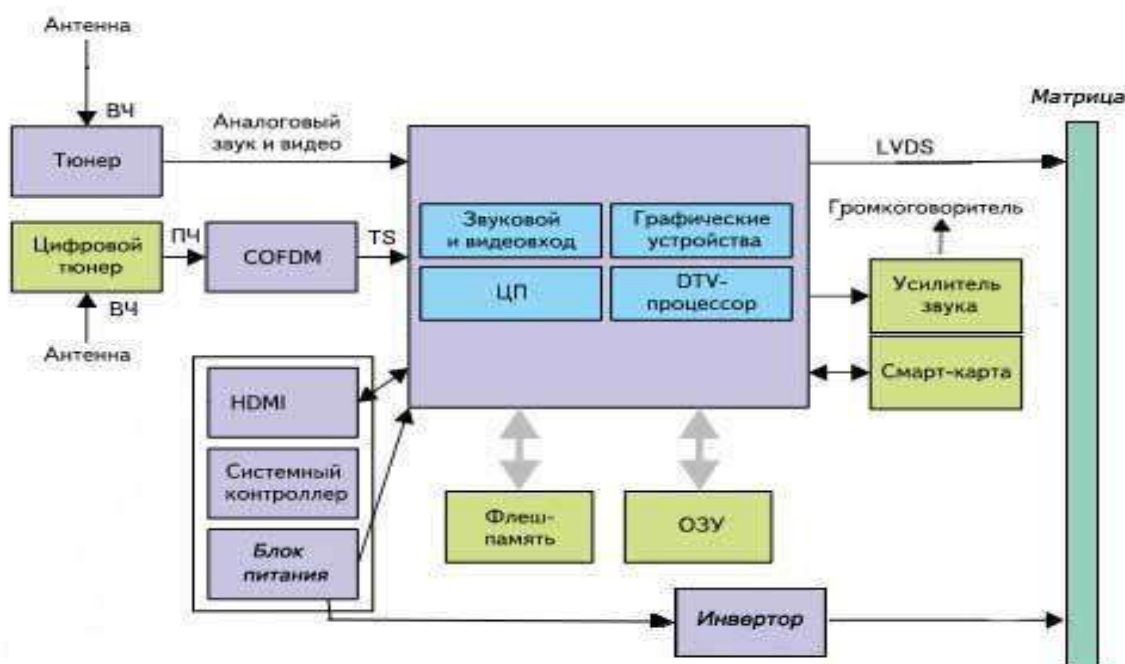 Антенна
ВЧ
Тюнер
Аналоговый
звук и видео
LVDS
Матрица
Цифровой
тюнер
ПЧ
COFDM
TS
Звуковой
и видеовход
Графические
устройства
ЦП
DTV-
процессор
Громкоговоритель
Усилитель
звука
Смарт-карта
ВЧ
Антенна
HDMI
Системный
контроллер
Блок
питания
Флеш-
память
ОЗУ
Инвертор